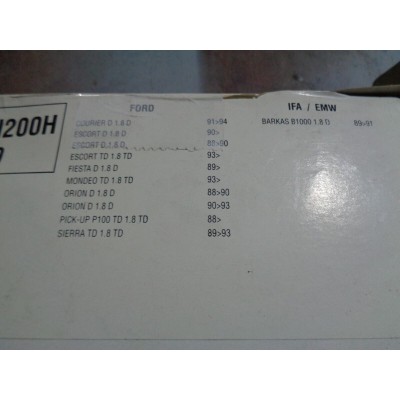 1200H
FORD
COURIER D 1.8 D 91>94
ESCORT D 1.8 D 90>
ESCORT D 1.8 D 88>90
ESCORT TD 1.8 TD 93>
FIESTA D 1.8 D 89>
MONDEO TD 1.8 TD 93>
ORION D 1.8 D 88>90
ORION D 1.8 D 90>93
PICK-UP P100 TD 1.8 TD 88>
SIERRA TD 1.8 TD 89>93
IFA / EMW
BARKAS B1000 1.8 D 89>91